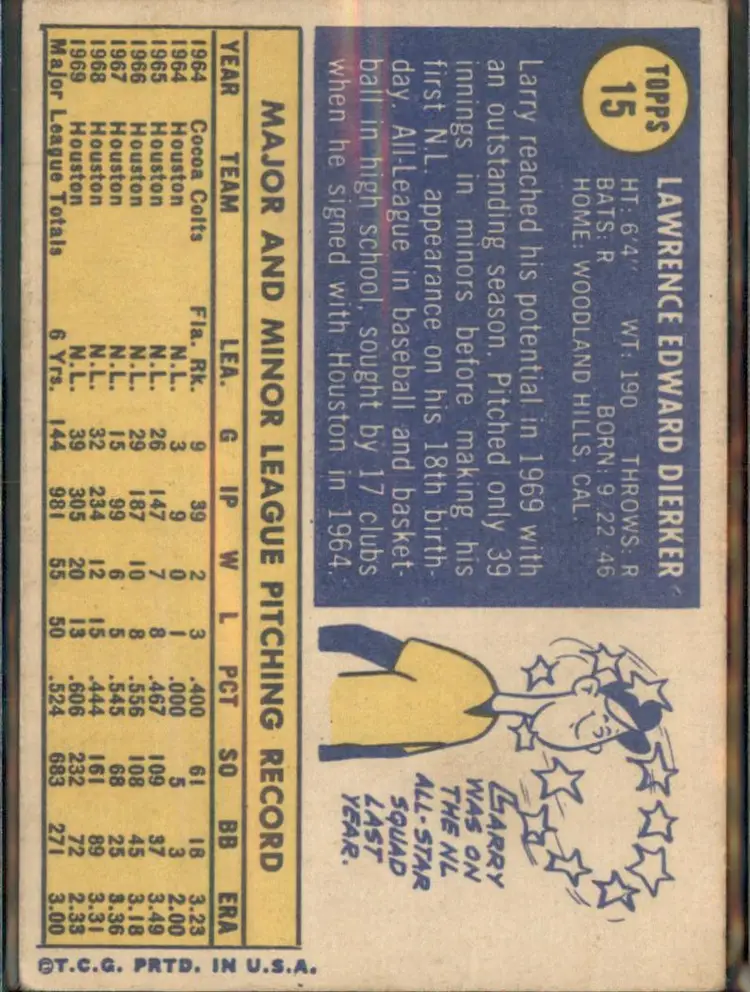 TOPPS
15
LAWRENCE EDWARD DIERKER
HT: 6'4" WT: 190 THROWS: R
BATS: R BORN: 9 22 46
HOME: WOODLAND HILLS, CAL.
Larry reached his potential in 1969 with
an outstanding season. Pitched only 39
innings in minors before making his
first N.L. appearance on his 18th birth-
day. All-League in baseball and basket-
ball in high school, sought by 17 clubs
when he signed with Houston in 1964.
LARRY
WAS ON
THE NL
ALL-STAR
SQUAD
LAST
YEAR.
MAJOR AND MINOR LEAGUE PITCHING RECORD
YEAR TEAM LEA. G IP W L PCT SO BB ERA
1964 Cocoa Colts Fla. Rk. 9 39 2 3 .400 61 18 3.23
1964 Houston N.L. 3 9 0 1 .000 5 3 2.00
1965 Houston N.L. 26 147 7 8 .467 109 37 3.49
1966 Houston N.L. 29 187 10 8 .556 108 45 3.18
1967 Houston N.L. 15 99 6 5 .545 68 25 3.36
1968 Houston N.L. 32 234 12 15 .444 161 89 3.31
1969 Houston N.L. 39 305 20 13 .606 232 72 2.33
Major League Totals 6 Yrs. 144 981 55 50 .524 683 271 3.00
©T.C.G. PRTD. IN U.S.A.